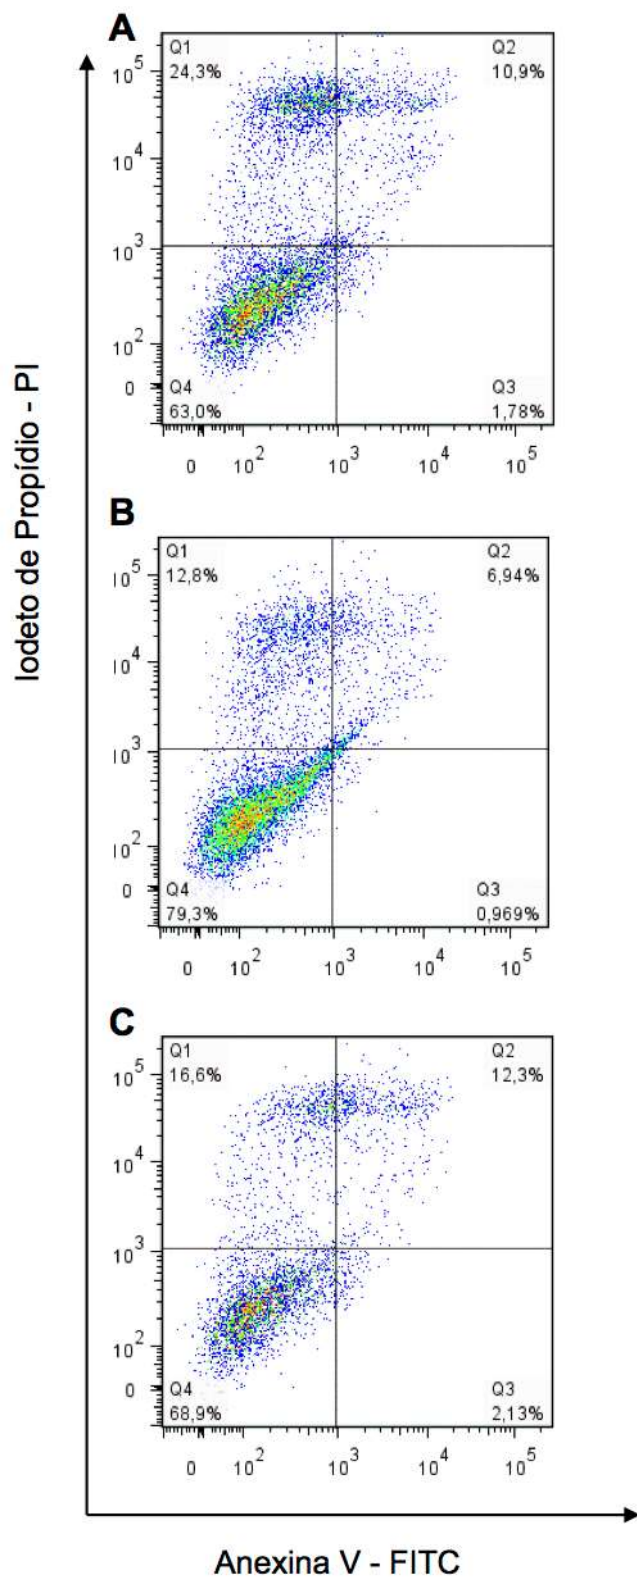 A
Q1
24,3%
Q2
10,9%
10^5
10^4
10^3
10^2
0
Q4
63,0%
Q3
1,78%
0 10^2 10^3 10^4 10^5
Iodeto de Propídio - PI
B
Q1
12,8%
Q2
6,94%
10^5
10^4
10^3
10^2
0
Q4
79,3%
Q3
0,969%
0 10^2 10^3 10^4 10^5
C
Q1
16,6%
Q2
12,3%
10^5
10^4
10^3
10^2
0
Q4
68,9%
Q3
2,13%
0 10^2 10^3 10^4 10^5
Anexina V - FITC